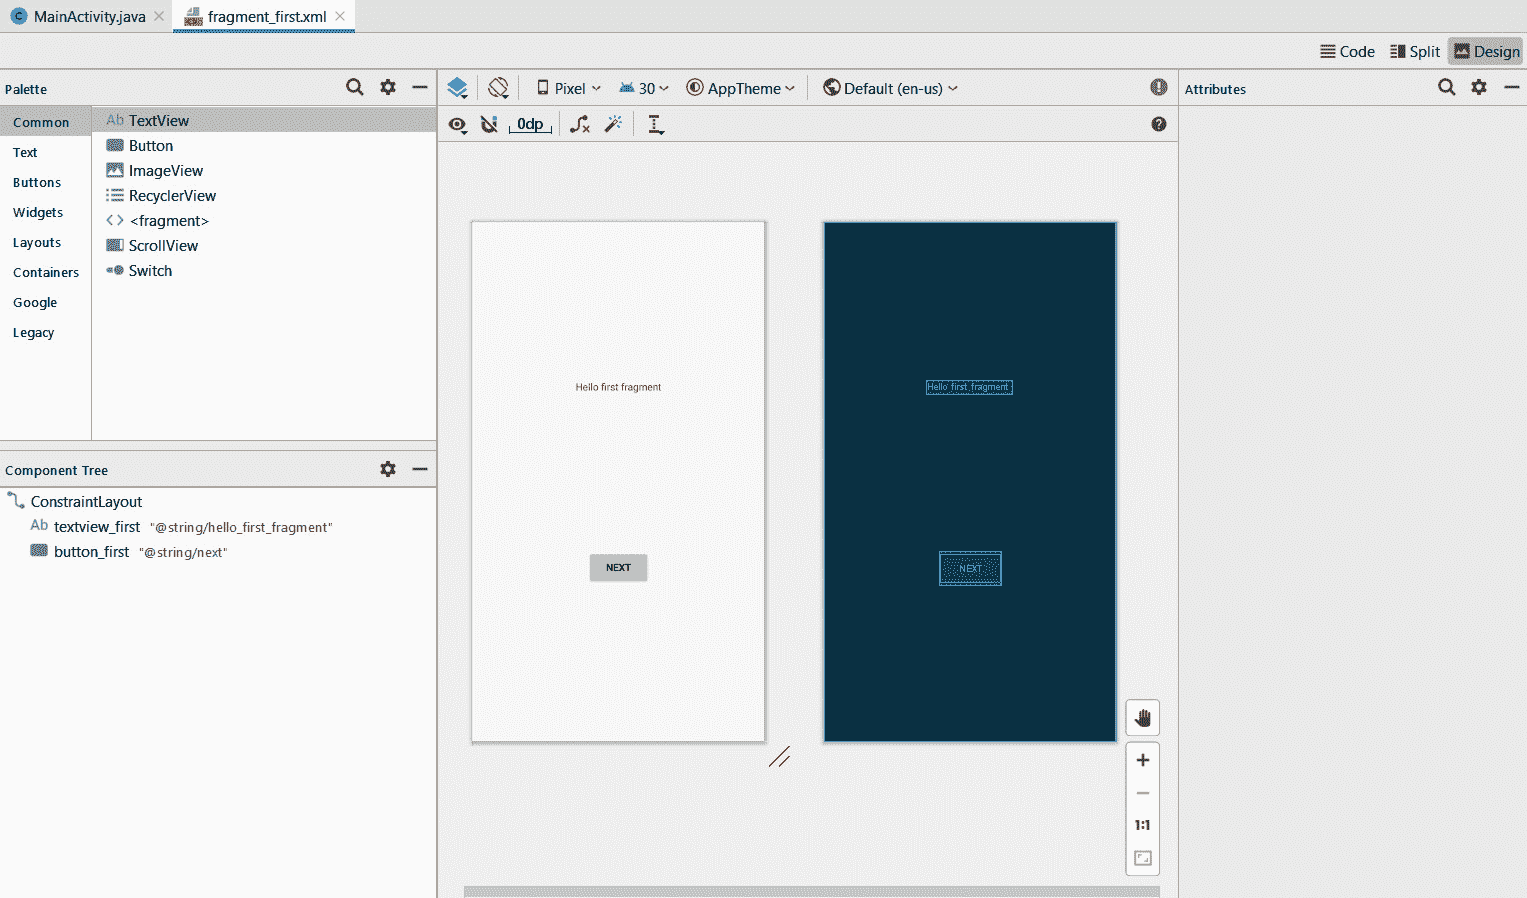 MainActivity.java
fragment_first.xml
Code
Split
Design
Palette
Pixel
30
AppTheme
Default (en-us)
Attributes
0dp
Common
Text
Buttons
Widgets
Layouts
Containers
Google
Legacy
Ab TextView
Button
ImageView
RecyclerView
<> <fragment>
ScrollView
Switch
Hello first fragment
NEXT
Hello first fragment
NEXT
Component Tree
ConstraintLayout
Ab textview_first "@string/hello_first_fragment"
button_first "@string/next"
1:1